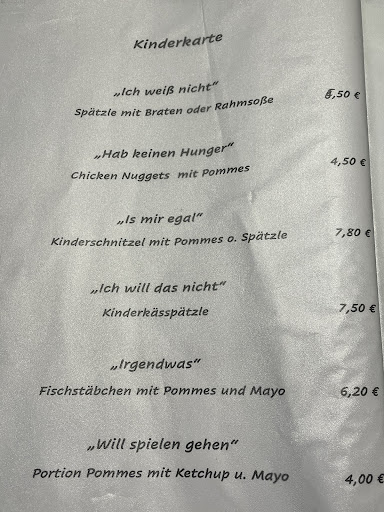 Kinderkarte
„Ich weiß nicht“
Spätzle mit Braten oder Rahmsoße ,50 €
„Hab keinen Hunger“
Chicken Nuggets mit Pommes 4,50 €
„Is mir egal“
Kinderschnitzel mit Pommes o. Spätzle 7,80 €
„Ich will das nicht“
Kinderkässpätzle 7,50 €
„Irgendwas“
Fischstäbchen mit Pommes und Mayo 6,20 €
„Will spielen gehen“
Portion Pommes mit Ketchup u. Mayo 4,00 €